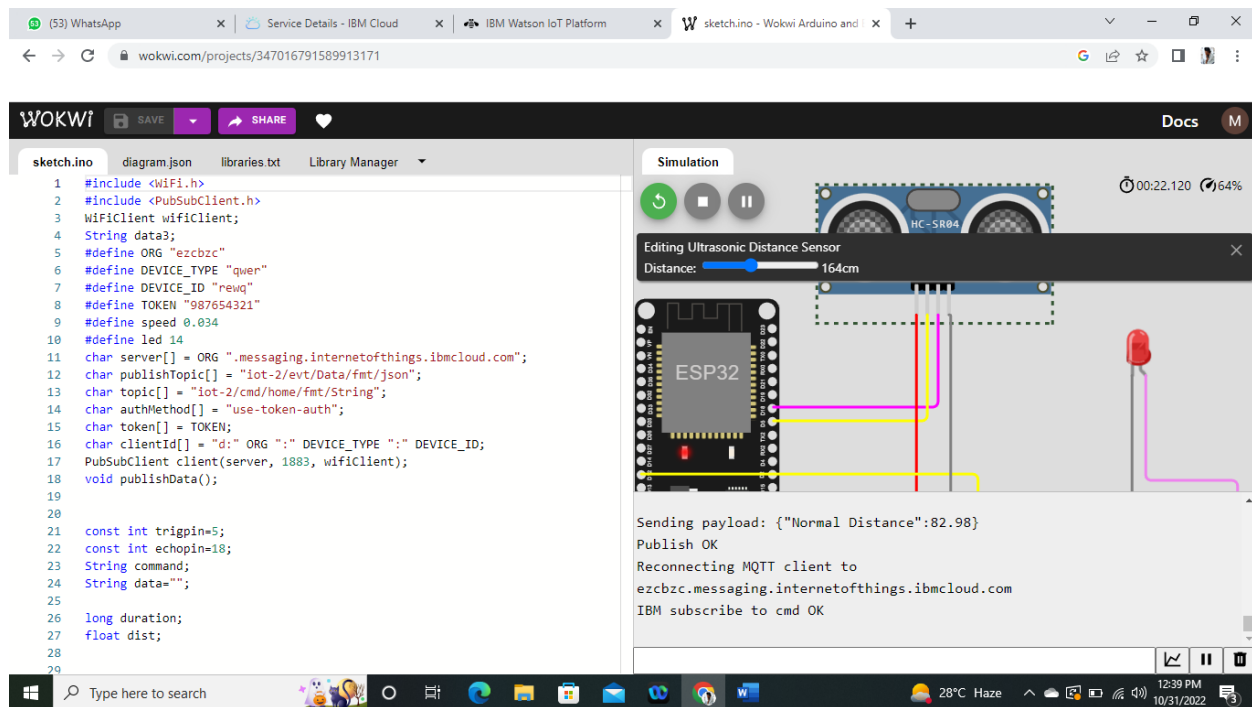 (53) WhatsApp
Service Details - IBM Cloud
IBM Watson IoT Platform
sketch.ino - Wokwi Arduino and
wokwi.com/projects/347016791589913171
WOKWI
SAVE
SHARE
Docs
M
sketch.ino diagram.json libraries.txt Library Manager
1 #include <WiFi.h>
2 #include <PubSubClient.h>
3 WiFiClient wifiClient;
4 String data3;
5 #define ORG "ezcbzc"
6 #define DEVICE_TYPE "qwer"
7 #define DEVICE_ID "rewq"
8 #define TOKEN "987654321"
9 #define speed 0.034
10 #define led 14
11 char server[] = ORG ".messaging.internetofthings.ibmcloud.com";
12 char publishTopic[] = "iot-2/evt/Data/fmt/json";
13 char topic[] = "iot-2/cmd/home/fmt/String";
14 char authMethod[] = "use-token-auth";
15 char token[] = TOKEN;
16 char clientId[] = "d:" ORG ":" DEVICE_TYPE ":" DEVICE_ID;
17 PubSubClient client(server, 1883, wifiClient);
18 void publishData();
19
20
21 const int trigpin=5;
22 const int echopin=18;
23 String command;
24 String data="";
25
26 long duration;
27 float dist;
28
29
Simulation
00:22.120 64%
HC-SR04
Editing Ultrasonic Distance Sensor
Distance: 164cm
ESP32
Sending payload: {"Normal Distance":82.98}
Publish OK
Reconnecting MQTT client to
ezcbzc.messaging.internetofthings.ibmcloud.com
IBM subscribe to cmd OK
Type here to search
28°C Haze
12:39 PM
10/31/2022
3